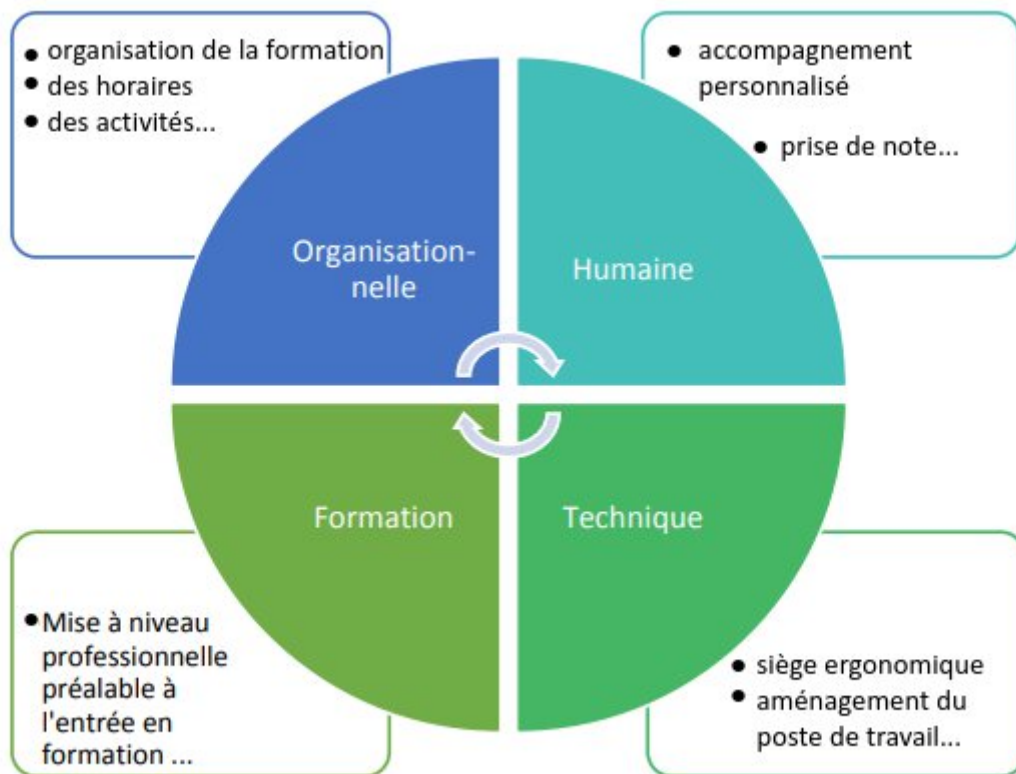 • organisation de la formation
• des horaires
• des activités...
• accompagnement
personnalisé
• prise de note...
Organisation-
nelle
Humaine
Formation
Technique
• Mise à niveau
professionnelle
préalable à
l'entrée en
formation ...
• siège ergonomique
• aménagement du
poste de travail...